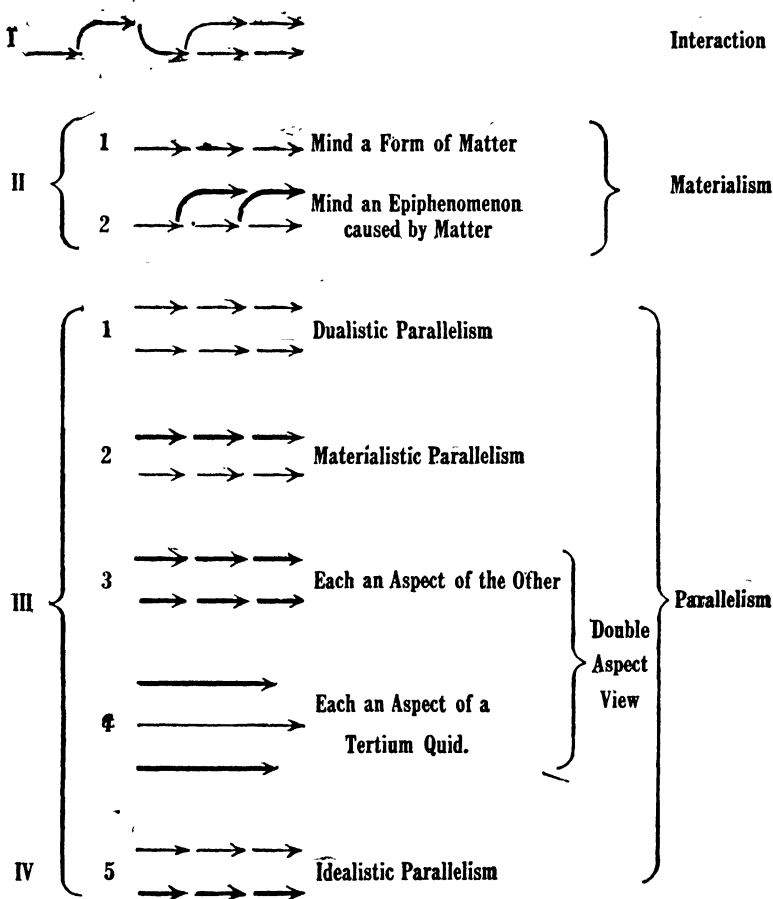 I
Interaction
II
1 Mind a Form of Matter
2 Mind an Epiphenomenon
caused by Matter
Materialism
III
1 Dualistic Parallelism
2 Materialistic Parallelism
3 Each an Aspect of the Other
4 Each an Aspect of a
Tertium Quid.
Double
Aspect
View
Parallelism
IV
5 Idealistic Parallelism